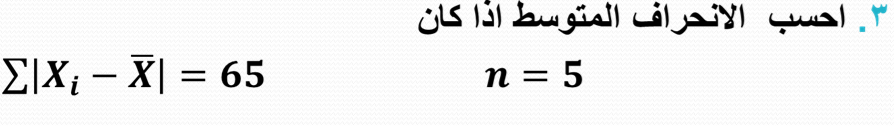 ٣. احسب الانحراف المتوسط اذا كان
∑|Xᵢ − X̅| = 65 n = 5